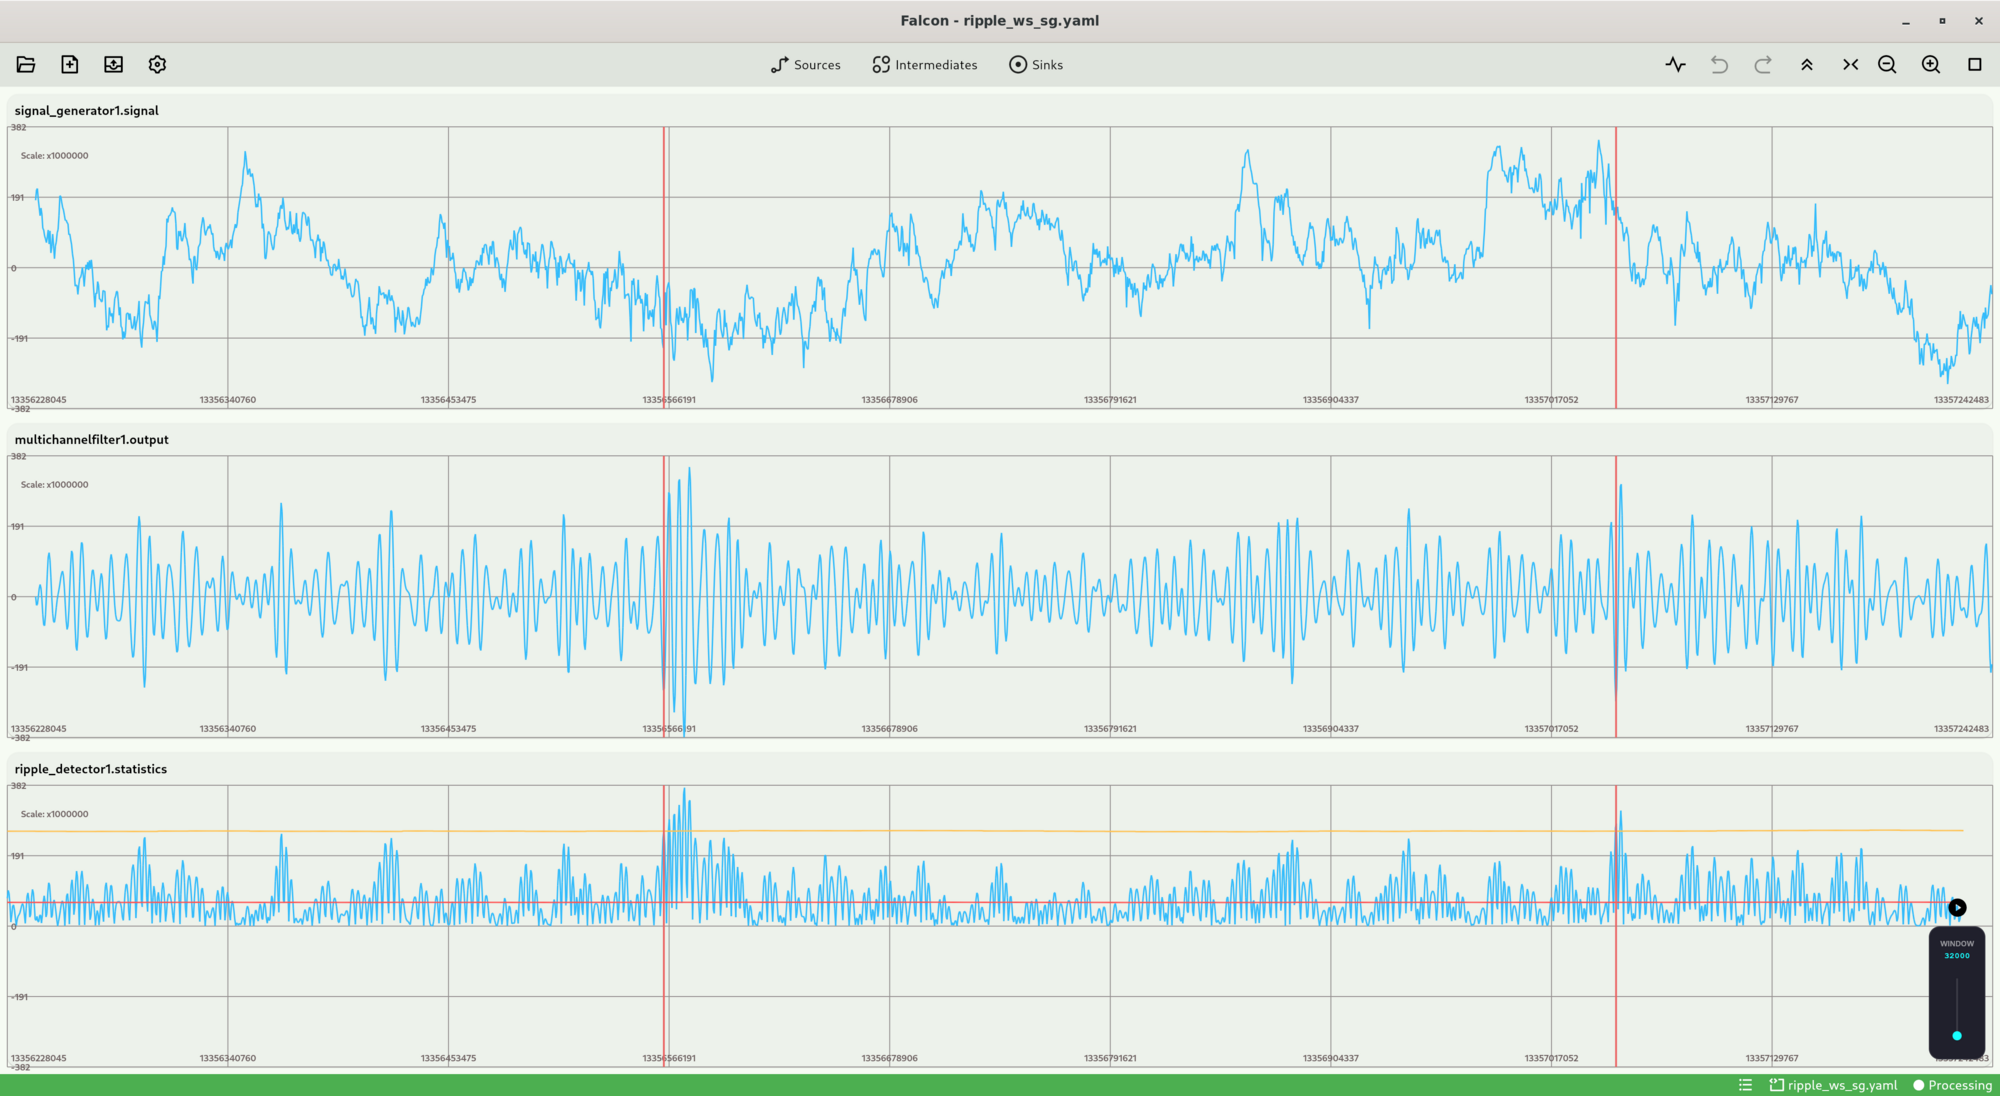 Falcon - ripple_ws_sg.yaml
Sources Intermediates Sinks
signal_generator1.signal
382
Scale: x1000000
191
0
-191
13356228045 13356340760 13356453475 13356566191 13356678906 13356791621 13356904337 13357017052 13357129767 13357242483
-382
multichannelfilter1.output
382
Scale: x1000000
191
0
-191
13356228045 13356340760 13356453475 13356566191 13356678906 13356791621 13356904337 13357017052 13357129767 13357242483
-382
ripple_detector1.statistics
382
Scale: x1000000
191
0
WINDOW
32000
-191
13356228045 13356340760 13356453475 13356566191 13356678906 13356791621 13356904337 13357017052 13357129767
-382
ripple_ws_sg.yaml Processing